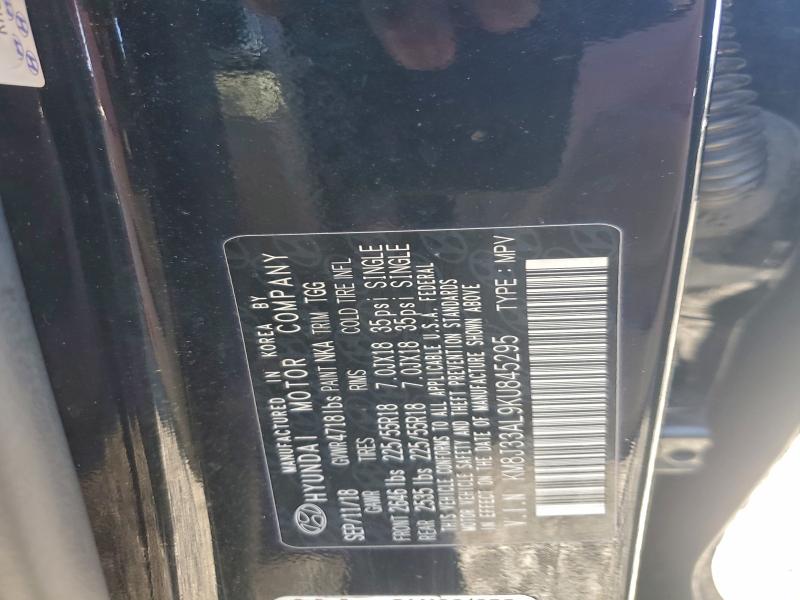 MANUFACTURED IN KOREA BY
HYUNDAI MOTOR COMPANY
SEP/11/18 GVWR4718lbs PAINT NKA TRIM TGG
GAWR TIRES RIMS COLD TIRE INFL
FRONT 2646 lbs 225/55R18 7.0JX18 35psi SINGLE
REAR 2535 lbs 225/55R18 7.0JX18 35 psi SINGLE
THIS VEHICLE CONFORMS TO ALL APPLICABLE U.S.A. FEDERAL
MOTOR VEHICLE SAFETY AND THEFT PREVENTION STANDARDS
IN EFFECT ON THE DATE OF MANUFACTURE SHOWN ABOVE
V.I.N KM8J33AL9KU845295 TYPE : MPV